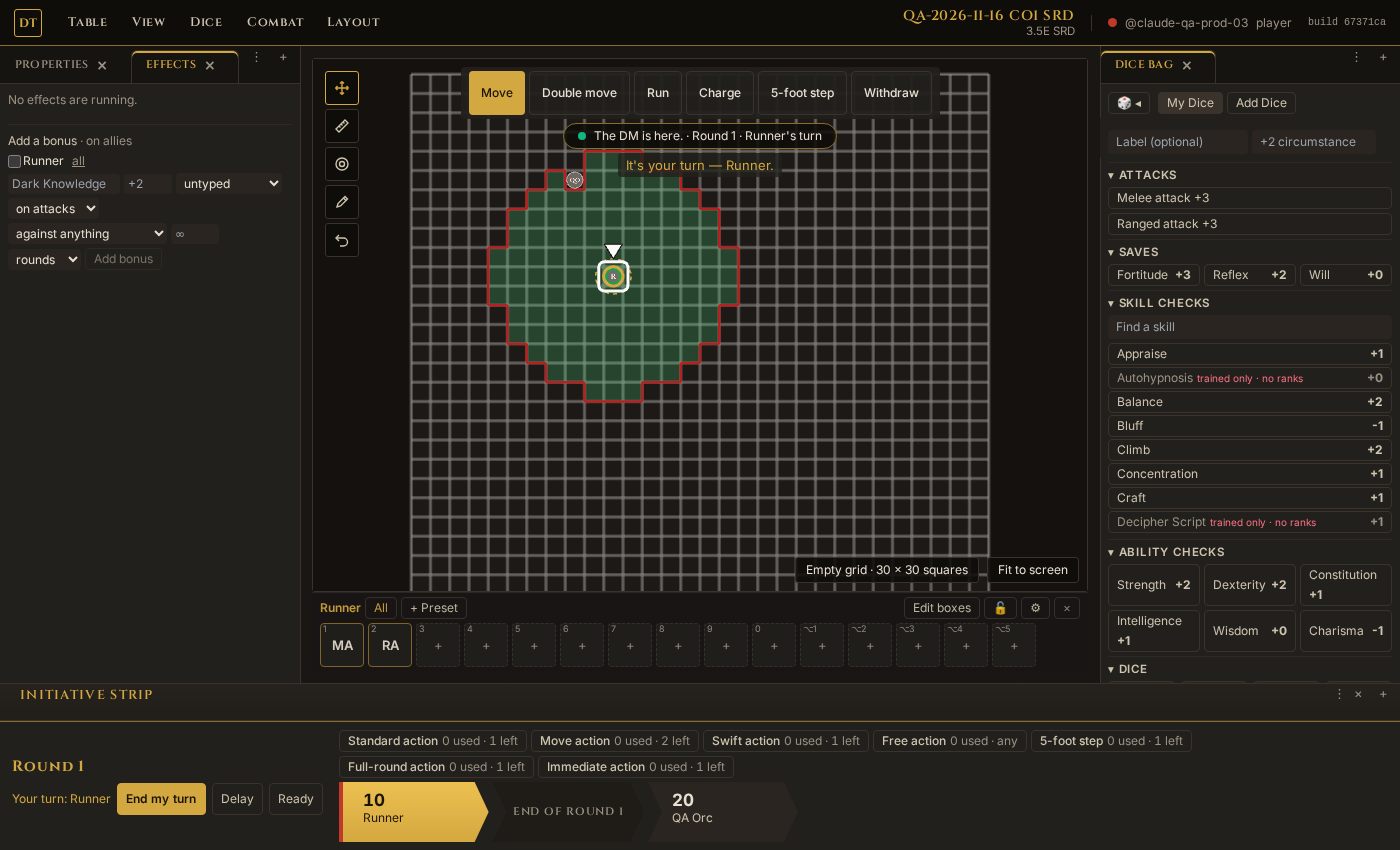 DT
TABLE VIEW DICE COMBAT LAYOUT
QA-2026-11-16 COI SRD
3.5E SRD
@claude-qa-prod-03 player
build 67371ca
PROPERTIES × EFFECTS × ⋮ +
No effects are running.
Add a bonus · on allies
Runner all
Dark Knowledge +2 untyped
on attacks
against anything ∞
rounds Add bonus
Move Double move Run Charge 5-foot step Withdraw
The DM is here. · Round 1 · Runner's turn
It's your turn — Runner.
R
Empty grid · 30 × 30 squares Fit to screen
Runner All + Preset Edit boxes ×
1 2 3 4 5 6 7 8 9 0 ⌥1 ⌥2 ⌥3 ⌥4 ⌥5
MA RA + + + + + + + + + + + + +
DICE BAG × ⋮ +
◂ My Dice Add Dice
Label (optional) +2 circumstance
▾ ATTACKS
Melee attack +3
Ranged attack +3
▾ SAVES
Fortitude +3 Reflex +2 Will +0
▾ SKILL CHECKS
Find a skill
Appraise +1
Autohypnosis trained only · no ranks +0
Balance +2
Bluff -1
Climb +2
Concentration +1
Craft +1
Decipher Script trained only · no ranks +1
▾ ABILITY CHECKS
Strength +2 Dexterity +2 Constitution +1
Intelligence +1 Wisdom +0 Charisma -1
▾ DICE
INITIATIVE STRIP ⋮ × +
ROUND 1
Your turn: Runner End my turn Delay Ready
Standard action 0 used · 1 left Move action 0 used · 2 left Swift action 0 used · 1 left Free action 0 used · any 5-foot step 0 used · 1 left
Full-round action 0 used · 1 left Immediate action 0 used · 1 left
10
Runner
END OF ROUND 1
20
QA Orc